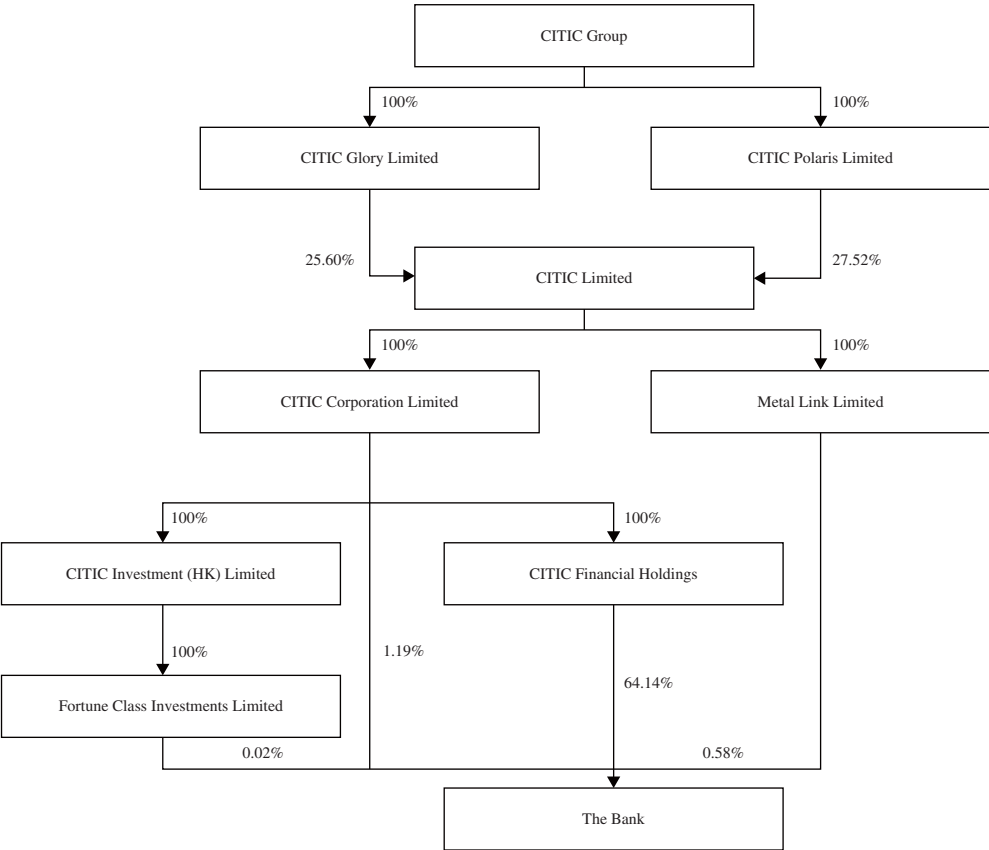 CITIC Group
100%
100%
CITIC Glory Limited
CITIC Polaris Limited
25.60%
27.52%
CITIC Limited
100%
100%
CITIC Corporation Limited
Metal Link Limited
100%
100%
CITIC Investment (HK) Limited
CITIC Financial Holdings
100%
1.19%
64.14%
Fortune Class Investments Limited
0.02%
0.58%
The Bank